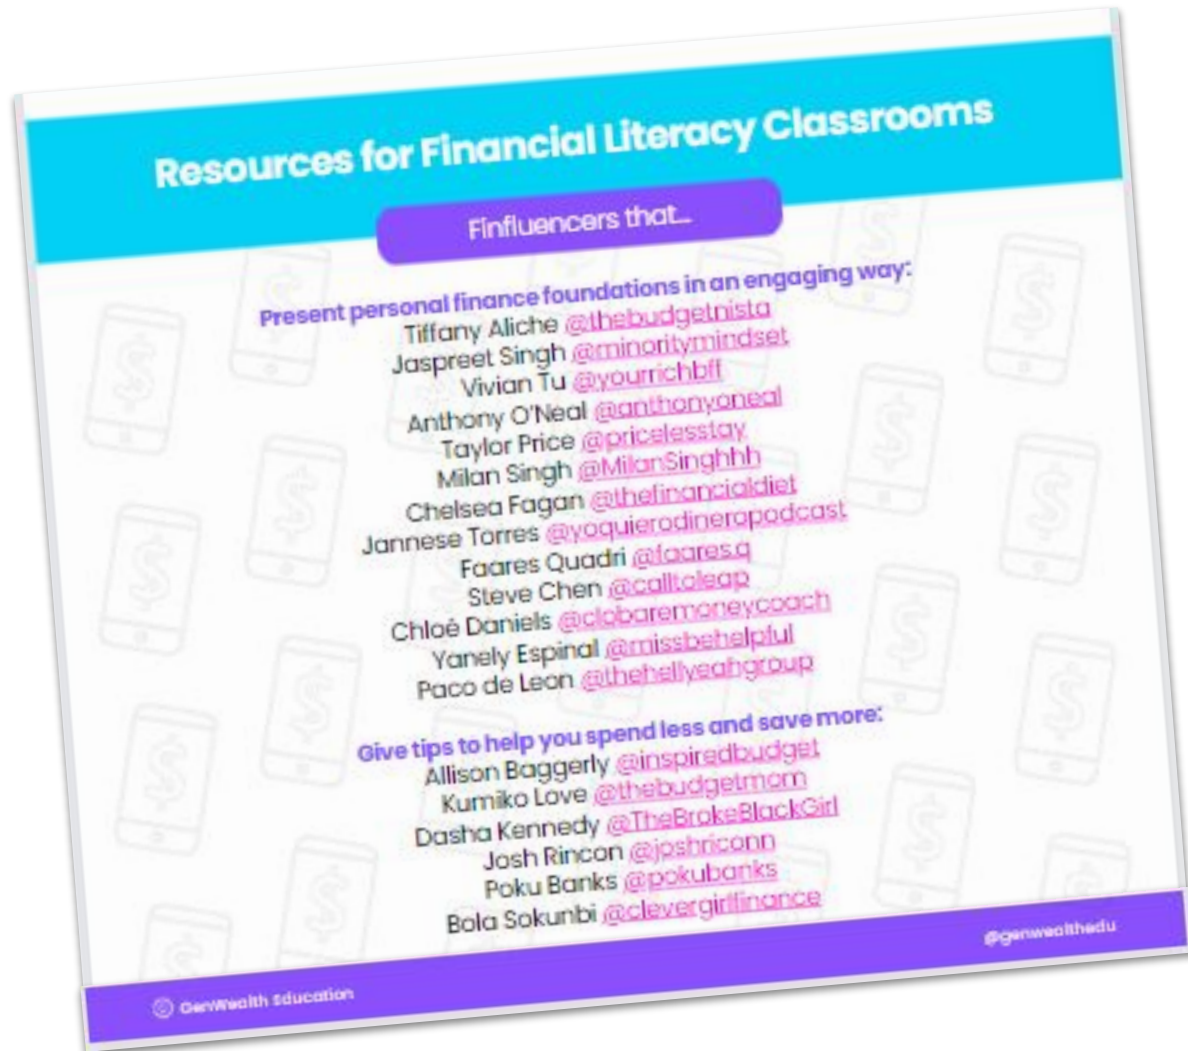 Resources for Financial Literacy Classrooms
Finfluencers that...
Present personal finance foundations in an engaging way:
Tiffany Aliche @thebudgetnista
Jaspreet Singh @minoritymindset
Vivian Tu @yourrichbff
Anthony O'Neal @anthonyoneal
Taylor Price @pricelesstay
Milan Singh @MilanSinghhh
Chelsea Fagan @thefinancialdiet
Jannese Torres @yoquierodineropodcast
Faares Quadri @faares.q
Steve Chen @calltoleap
Chloé Daniels @clobaremoneycoach
Yanely Espinal @missbehelpful
Paco de Leon @thehellyeahgroup
Give tips to help you spend less and save more:
Allison Baggerly @inspiredbudget
Kumiko Love @thebudgetmom
Dasha Kennedy @TheBrokeBlackGirl
Josh Rincon @joshriconn
Poku Banks @pokubanks
Bola Sokunbi @clevergirlfinance
GenWealth Education
@genwealthedu